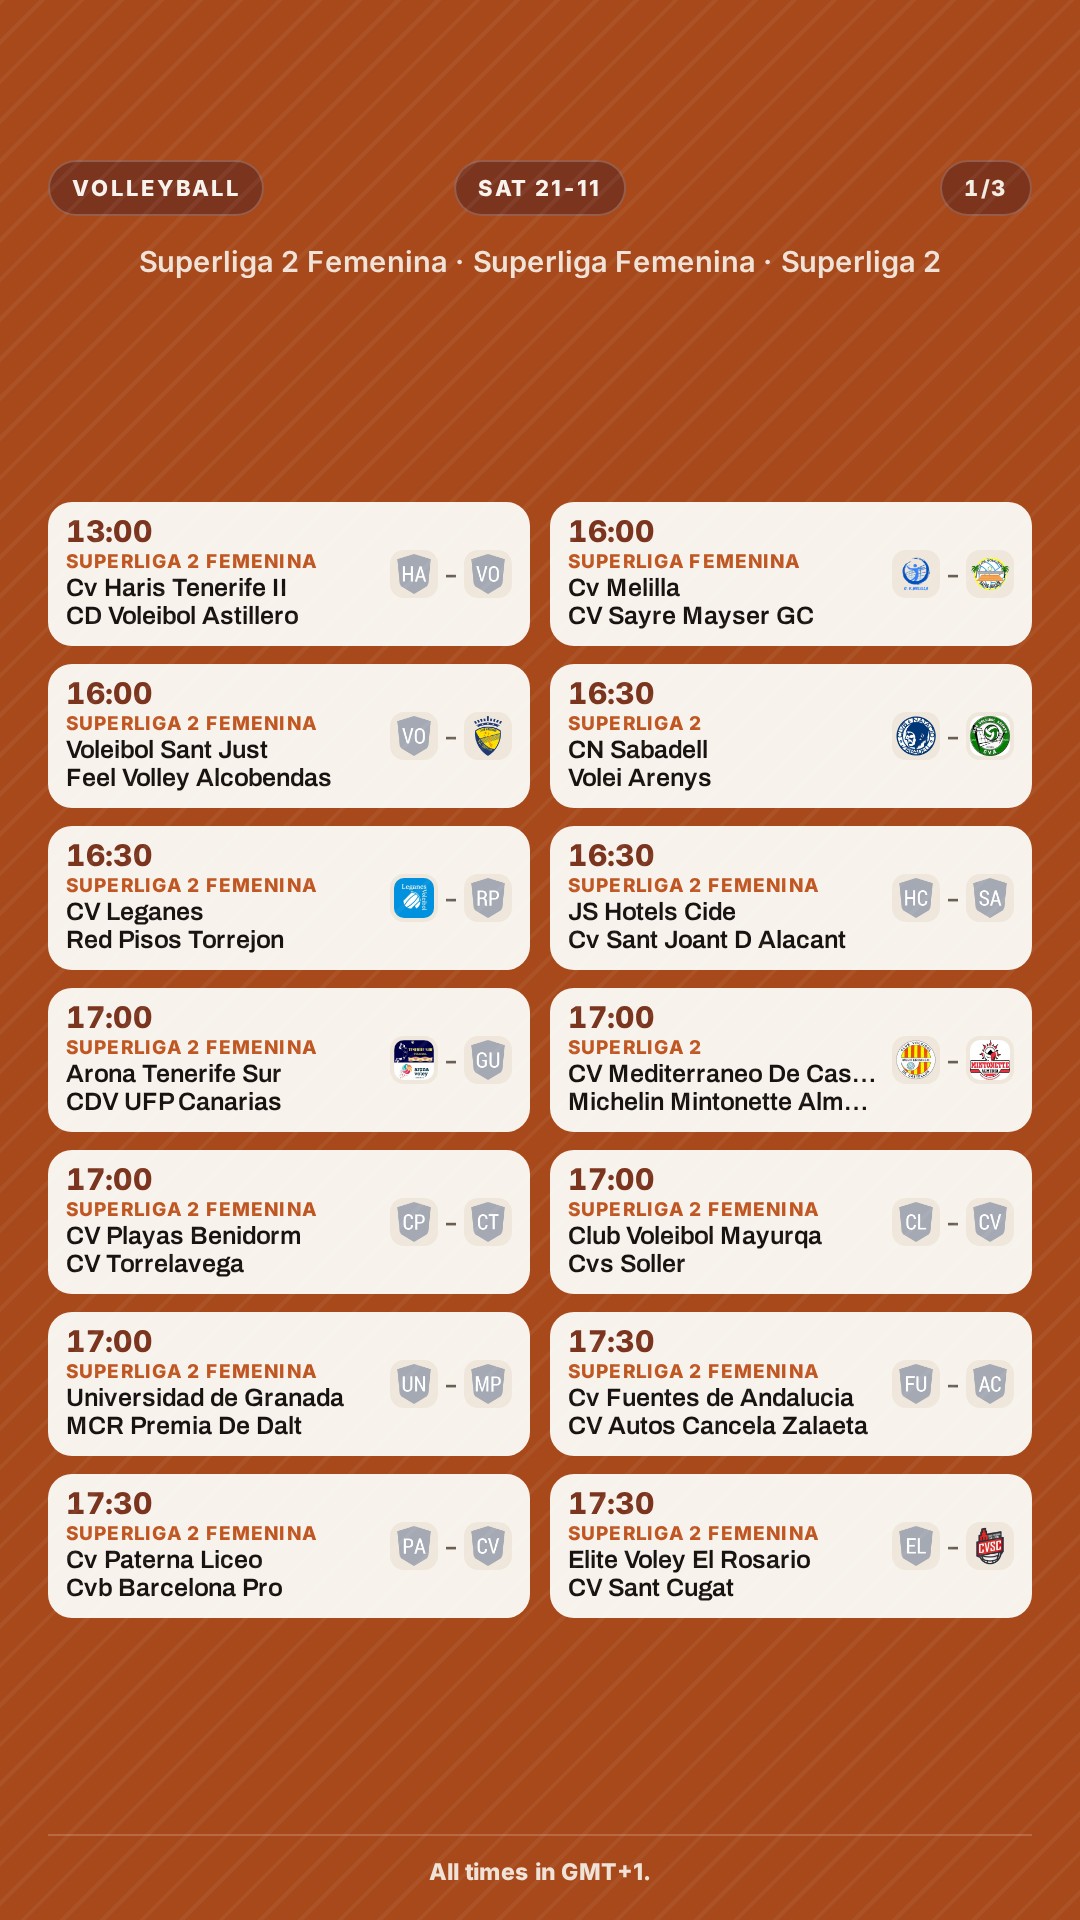 VOLLEYBALL
SAT 21-11
1/3
Superliga 2 Femenina · Superliga Femenina · Superliga 2
13:00
SUPERLIGA 2 FEMENINA
Cv Haris Tenerife II
CD Voleibol Astillero
HA – VO
16:00
SUPERLIGA FEMENINA
Cv Melilla
CV Sayre Mayser GC
–
16:00
SUPERLIGA 2 FEMENINA
Voleibol Sant Just
Feel Volley Alcobendas
VO –
16:30
SUPERLIGA 2
CN Sabadell
Volei Arenys
–
16:30
SUPERLIGA 2 FEMENINA
CV Leganes
Red Pisos Torrejon
Leganes
– RP
16:30
SUPERLIGA 2 FEMENINA
JS Hotels Cide
Cv Sant Joant D Alacant
HC – SA
17:00
SUPERLIGA 2 FEMENINA
Arona Tenerife Sur
CDV UFP Canarias
– GU
17:00
SUPERLIGA 2
CV Mediterraneo De Cas...
Michelin Mintonette Alm...
– MINTONETTE
17:00
SUPERLIGA 2 FEMENINA
CV Playas Benidorm
CV Torrelavega
CP – CT
17:00
SUPERLIGA 2 FEMENINA
Club Voleibol Mayurqa
Cvs Soller
CL – CV
17:00
SUPERLIGA 2 FEMENINA
Universidad de Granada
MCR Premia De Dalt
UN – MP
17:30
SUPERLIGA 2 FEMENINA
Cv Fuentes de Andalucia
CV Autos Cancela Zalaeta
FU – AC
17:30
SUPERLIGA 2 FEMENINA
Cv Paterna Liceo
Cvb Barcelona Pro
PA – CV
17:30
SUPERLIGA 2 FEMENINA
Elite Voley El Rosario
CV Sant Cugat
EL – CVSC
All times in GMT+1.